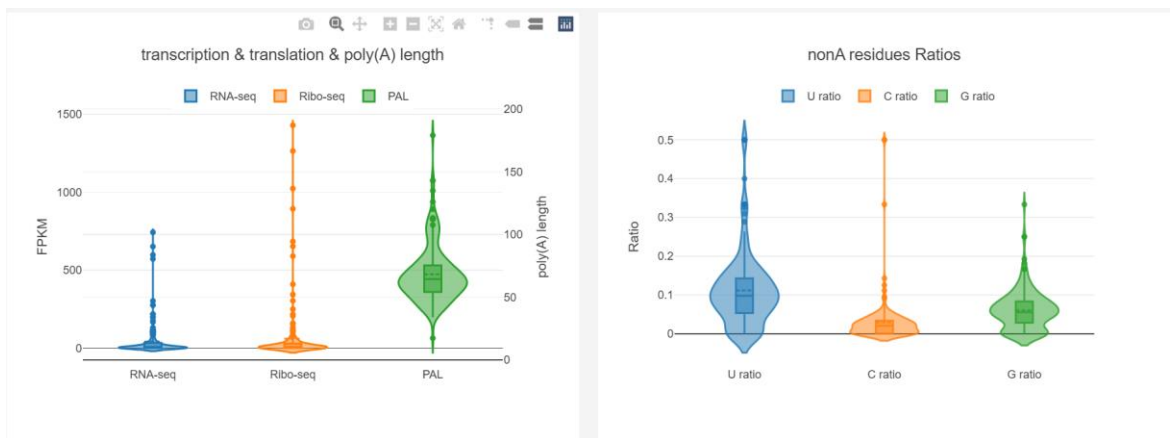 transcription & translation & poly(A) length
RNA-seq Ribo-seq PAL
1500
1000
500
0
FPKM
200
150
100
50
0
poly(A) length
RNA-seq Ribo-seq PAL
nonA residues Ratios
U ratio C ratio G ratio
0.5
0.4
0.3
0.2
0.1
0
Ratio
U ratio C ratio G ratio